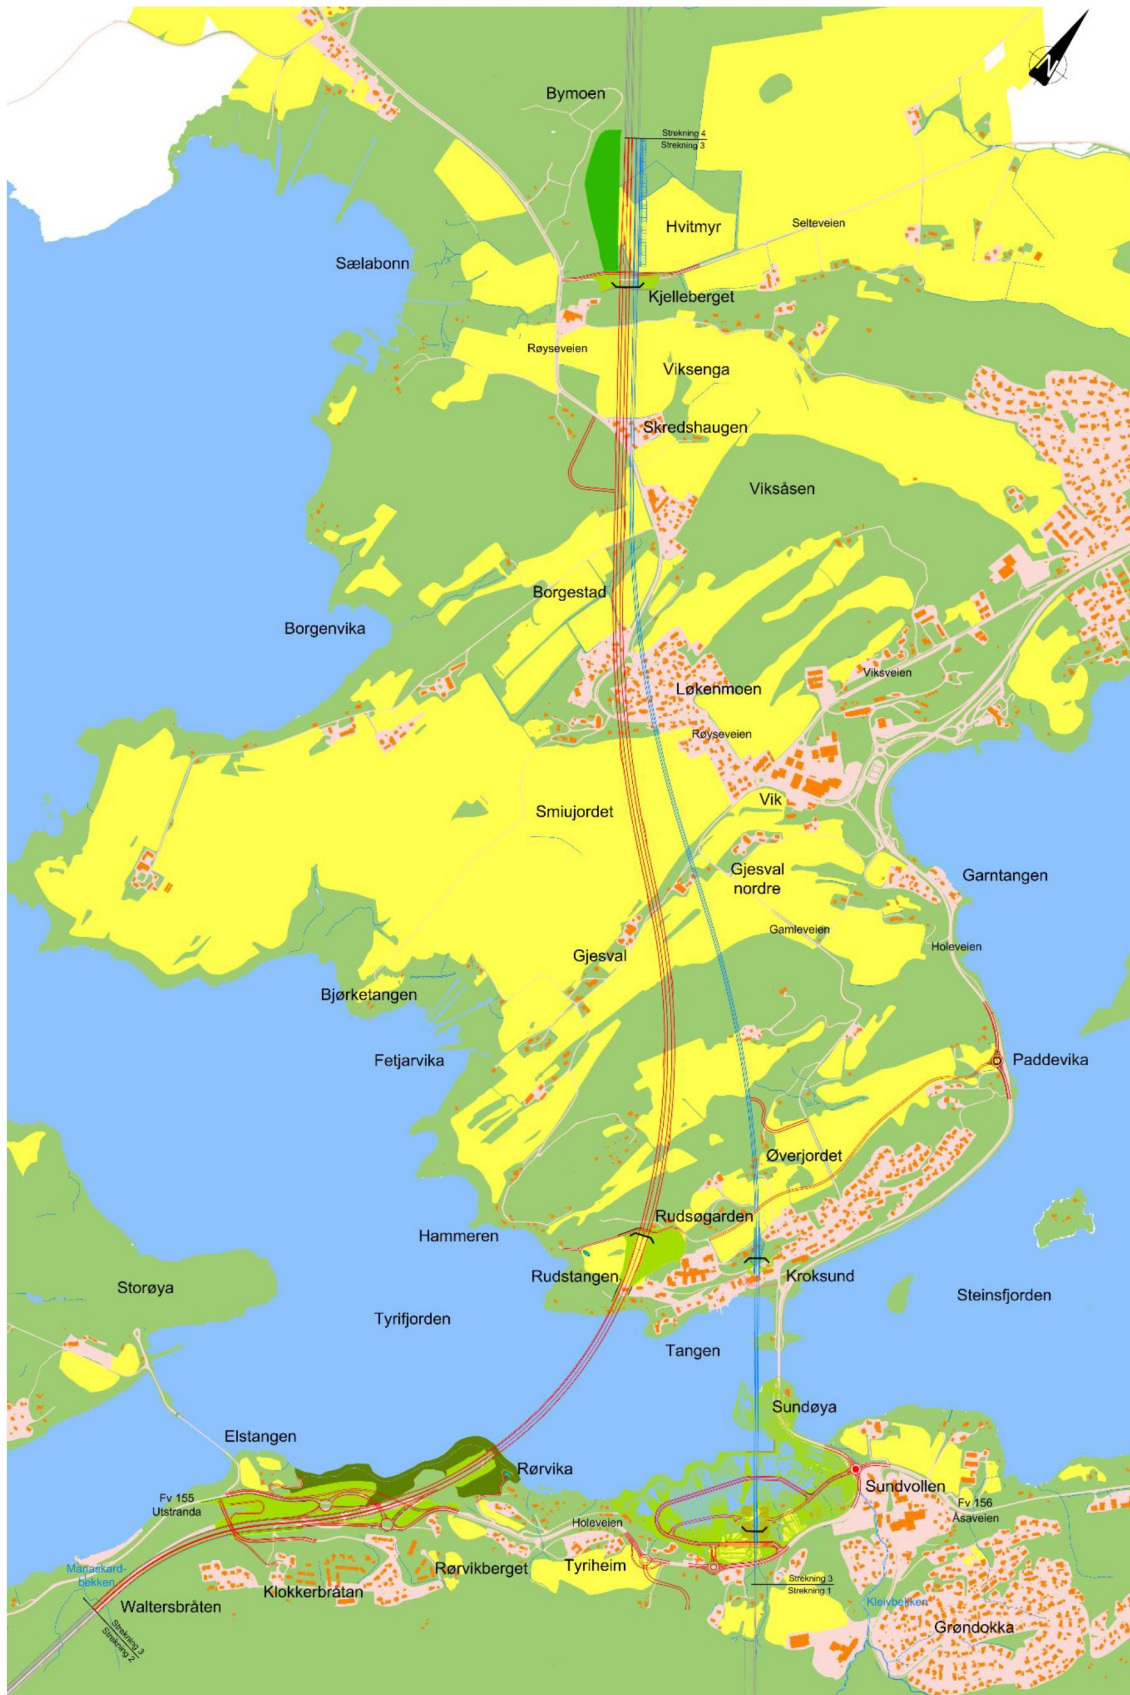 N
Bymoen
Strekning 4
Strekning 3
Hvitmyr
Selteveien
Sælabonn
Kjelleberget
Røyseveien
Viksenga
Skredshaugen
Viksåsen
Borgestad
Borgenvika
Viksveien
Løkenmoen
Røyseveien
Vik
Smiujordet
Gjesval
nordre
Garntangen
Gamleveien
Holeveien
Gjesval
Bjørketangen
Fetjarvika
Paddevika
Øverjordet
Rudsøgarden
Hammeren
Rudstangen
Kroksund
Storøya
Steinsfjorden
Tyrifjorden
Tangen
Sundøya
Elstangen
Rørvika
Sundvollen
Fv 155
Utstranda
Fv 156
Åsaveien
Holeveien
Rørvikberget
Tyriheim
Manaskard-
bekken
Klokkerbråtan
Strekning 3
Strekning 1
Waltersbråten
Kleivbekken
Grøndokka
Strekning 3
Strekning 2